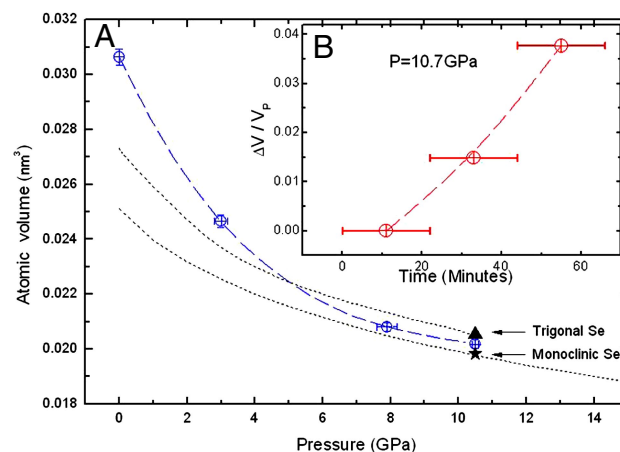 A
B
P=10.7GPa
0.032
0.030
0.028
0.026
0.024
0.022
0.020
0.018
Atomic volume (nm³)
0 2 4 6 8 10 12 14
Pressure (GPa)
0.04
0.03
0.015
0.00
ΔV / Vₚ
0 20 40 60
Time (Minutes)
Trigonal Se
Monoclinic Se